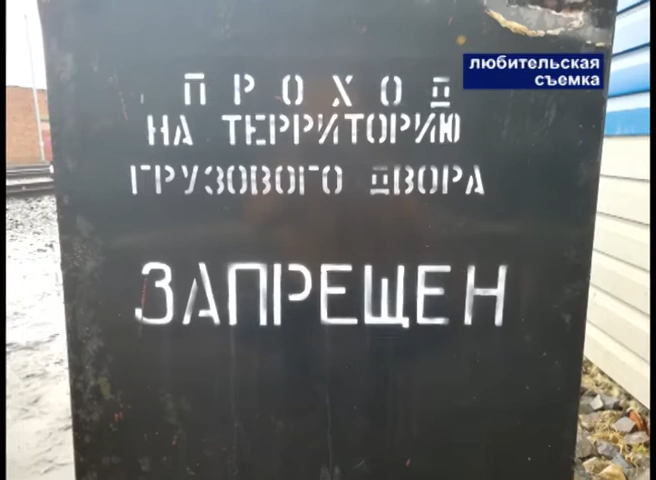 любительская
съемка
ПРОХОД
НА ТЕРРИТОРИЮ
ГРУЗОВОГО ДВОРА
ЗАПРЕЩЕН